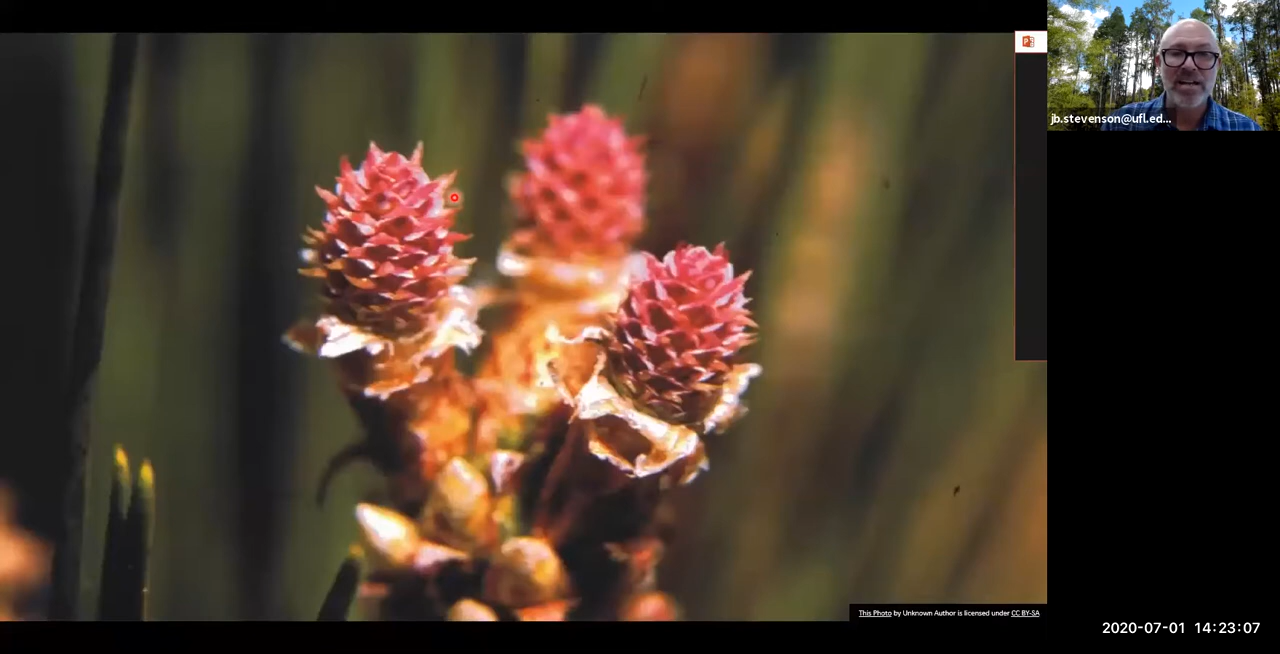 jb.stevenson@ufl.ed...
This Photo by Unknown Author is licensed under CC BY-SA
2020-07-01 14:23:07